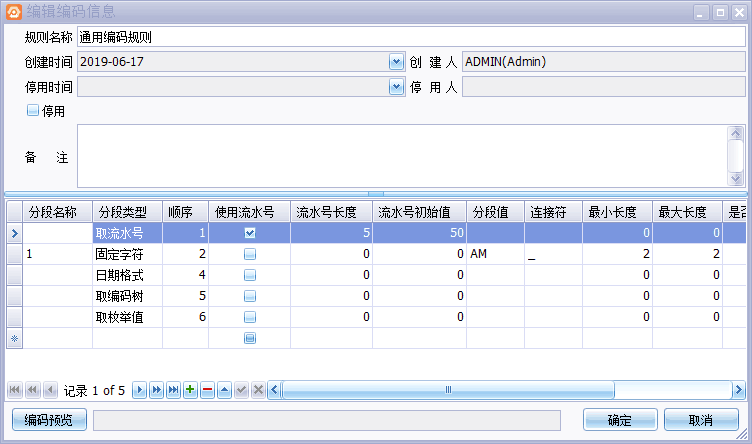 编辑编码信息
规则名称 通用编码规则
创建时间 2019-06-17 创 建 人 ADMIN(Admin)
停用时间 停 用 人
停用
备 注
分段名称 分段类型 顺序 使用流水号 流水号长度 流水号初始值 分段值 连接符 最小长度 最大长度 是否
取流水号 1 5 50 0 0
1 固定字符 2 0 0 AM _ 2 2
日期格式 4 0 0 0 0
取编码树 5 0 0 0 0
取枚举值 6 0 0 0 0
记录 1 of 5
编码预览 确定 取消